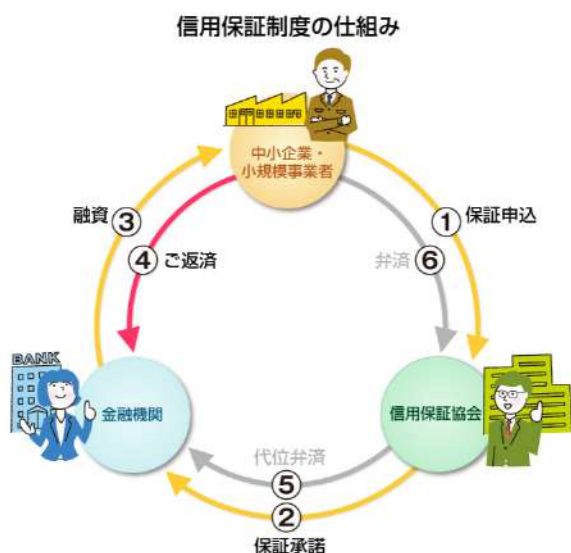 信用保証制度の仕組み
中小企業・
小規模事業者
融資
③
①
保証申込
④
ご返済
弁済
⑥
BANK
金融機関
信用保証協会
代位弁済
⑤
②
保証承諾